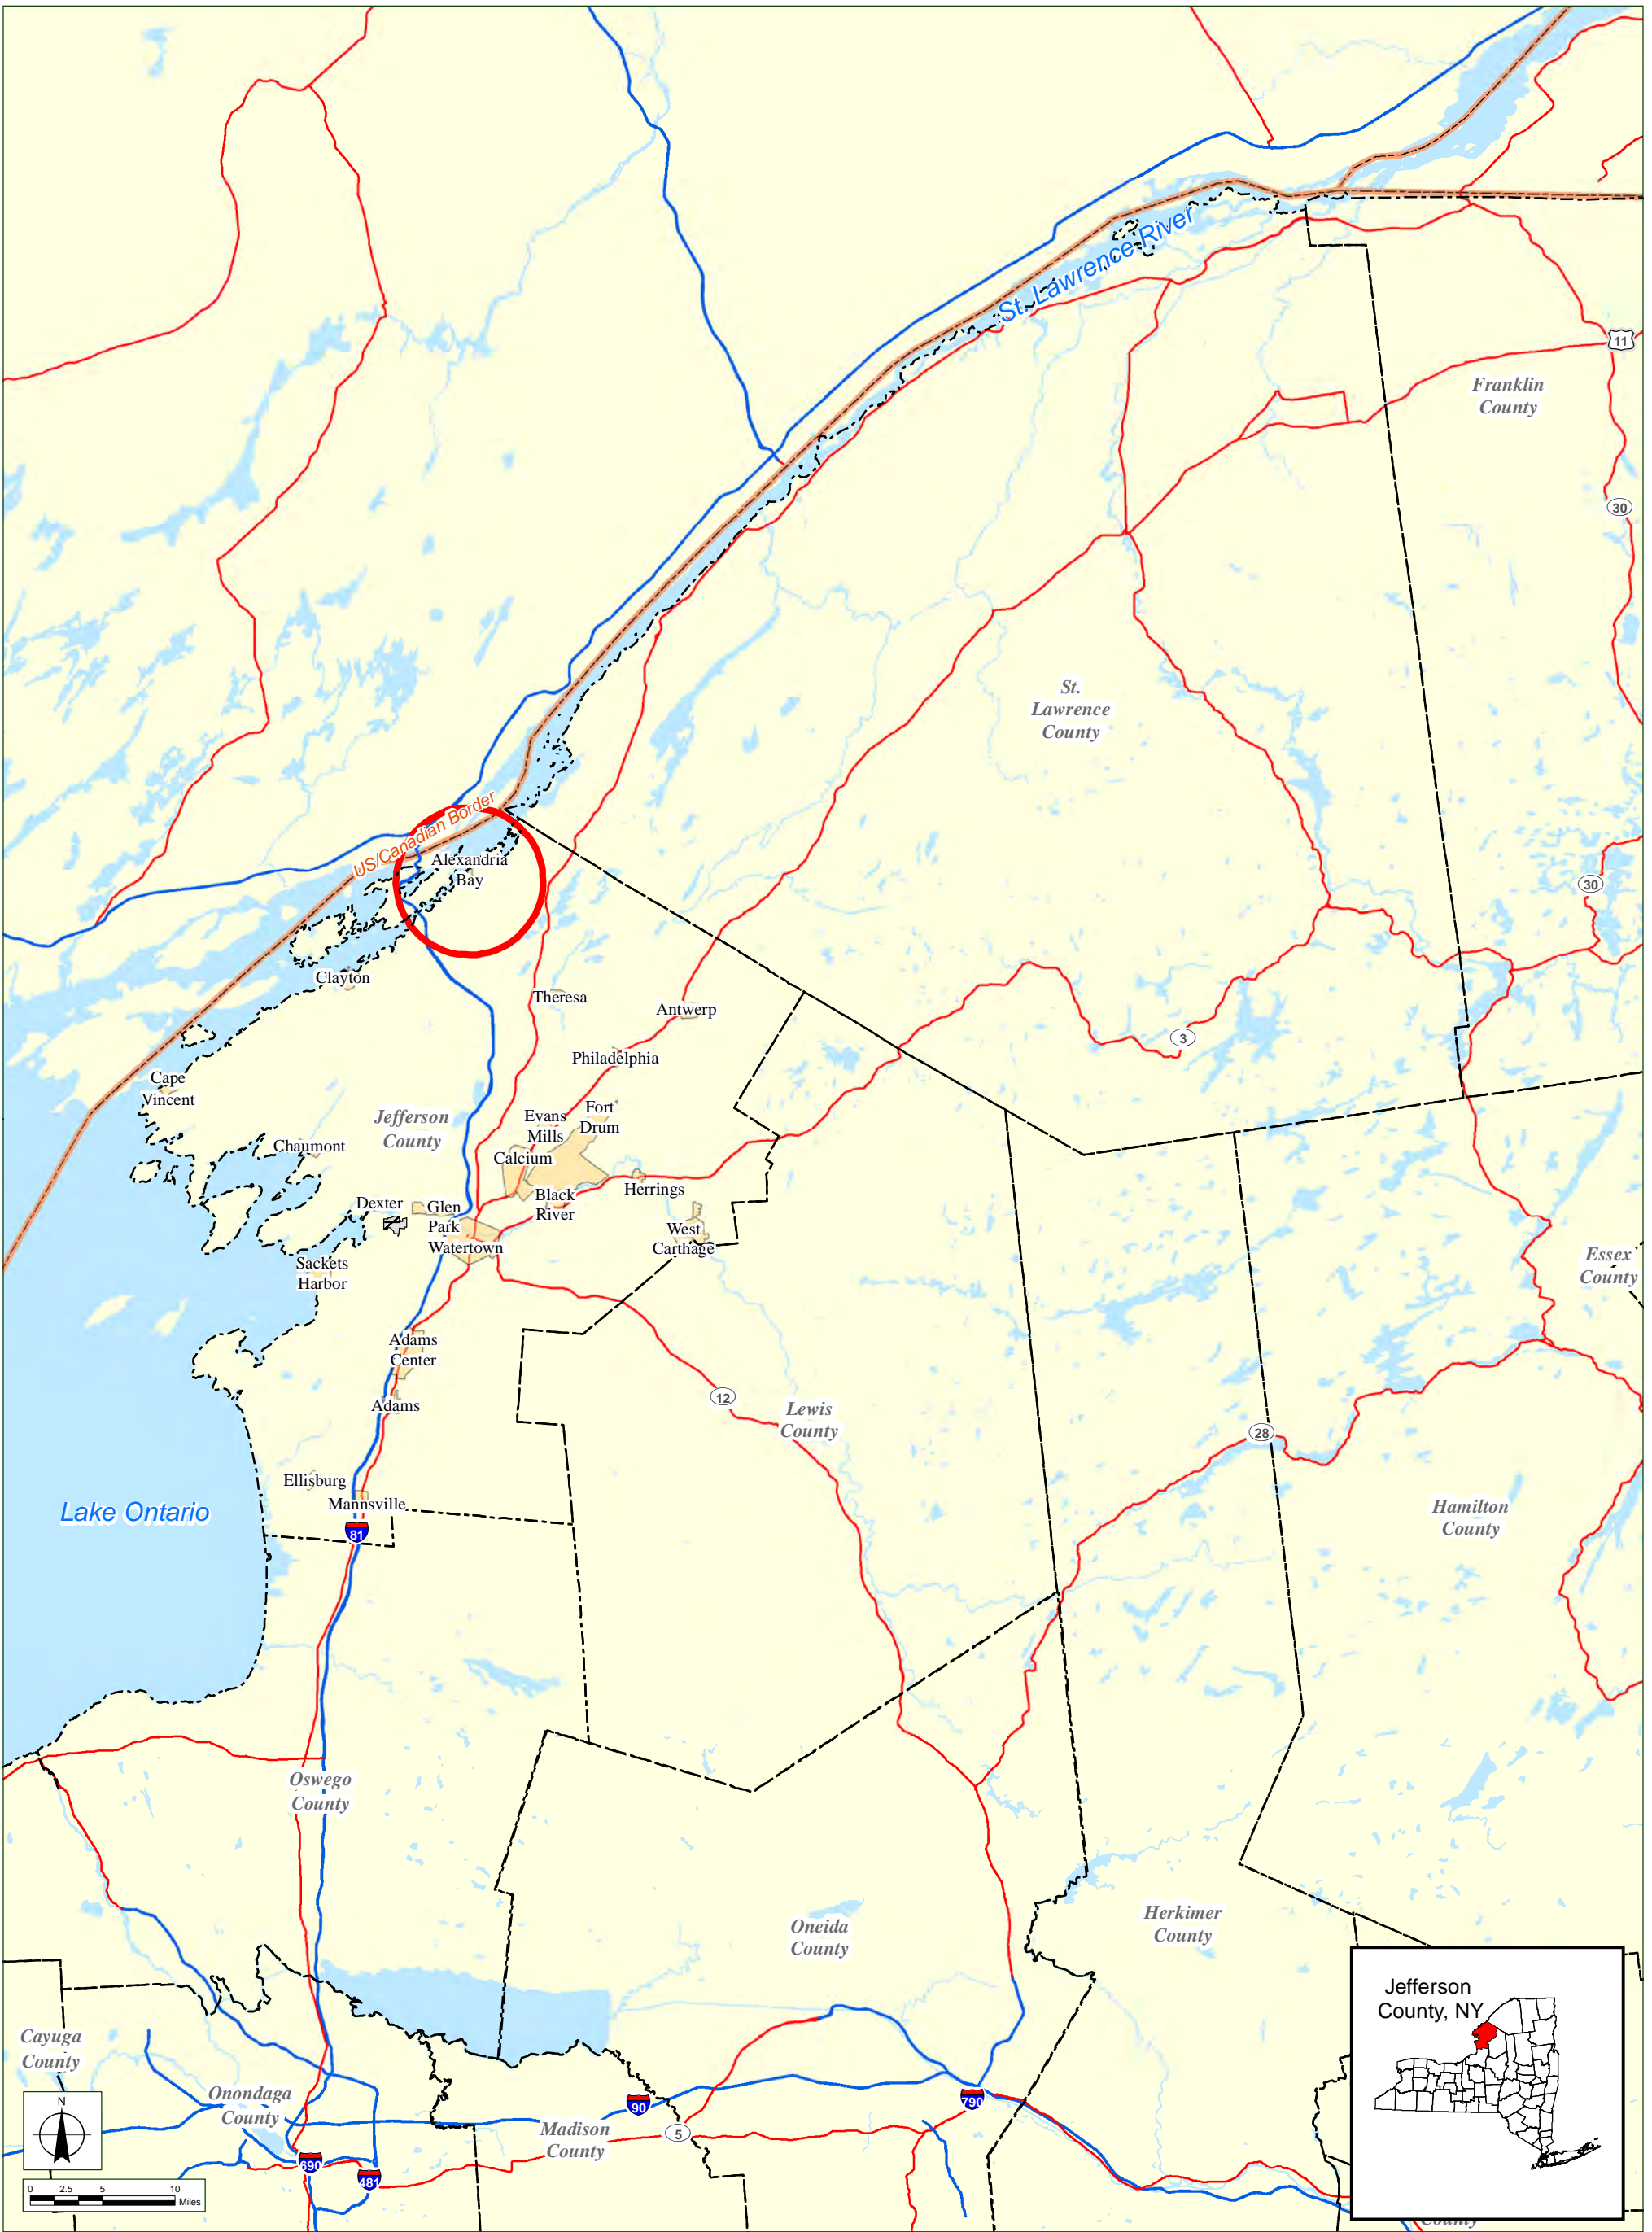 St. Lawrence River
11
Franklin
County
30
St.
Lawrence
County
US/Canadian Border
Alexandria
Bay
30
Clayton
Theresa
Antwerp
3
Philadelphia
Cape
Vincent
Jefferson
County
Evans
Mills
Fort
Drum
Chaumont
Calcium
Herrings
Dexter
Glen
Park
Black
River
West
Carthage
Watertown
Sackets
Harbor
Essex
County
Adams
Center
Adams
12
Lewis
County
28
Ellisburg
Mannsville
Lake Ontario
81
Hamilton
County
Oswego
County
Oneida
County
Herkimer
County
Jefferson
County, NY
Cayuga
County
Onondaga
County
N
90
790
5
Madison
County
690
481
0 2.5 5 10
Miles
County